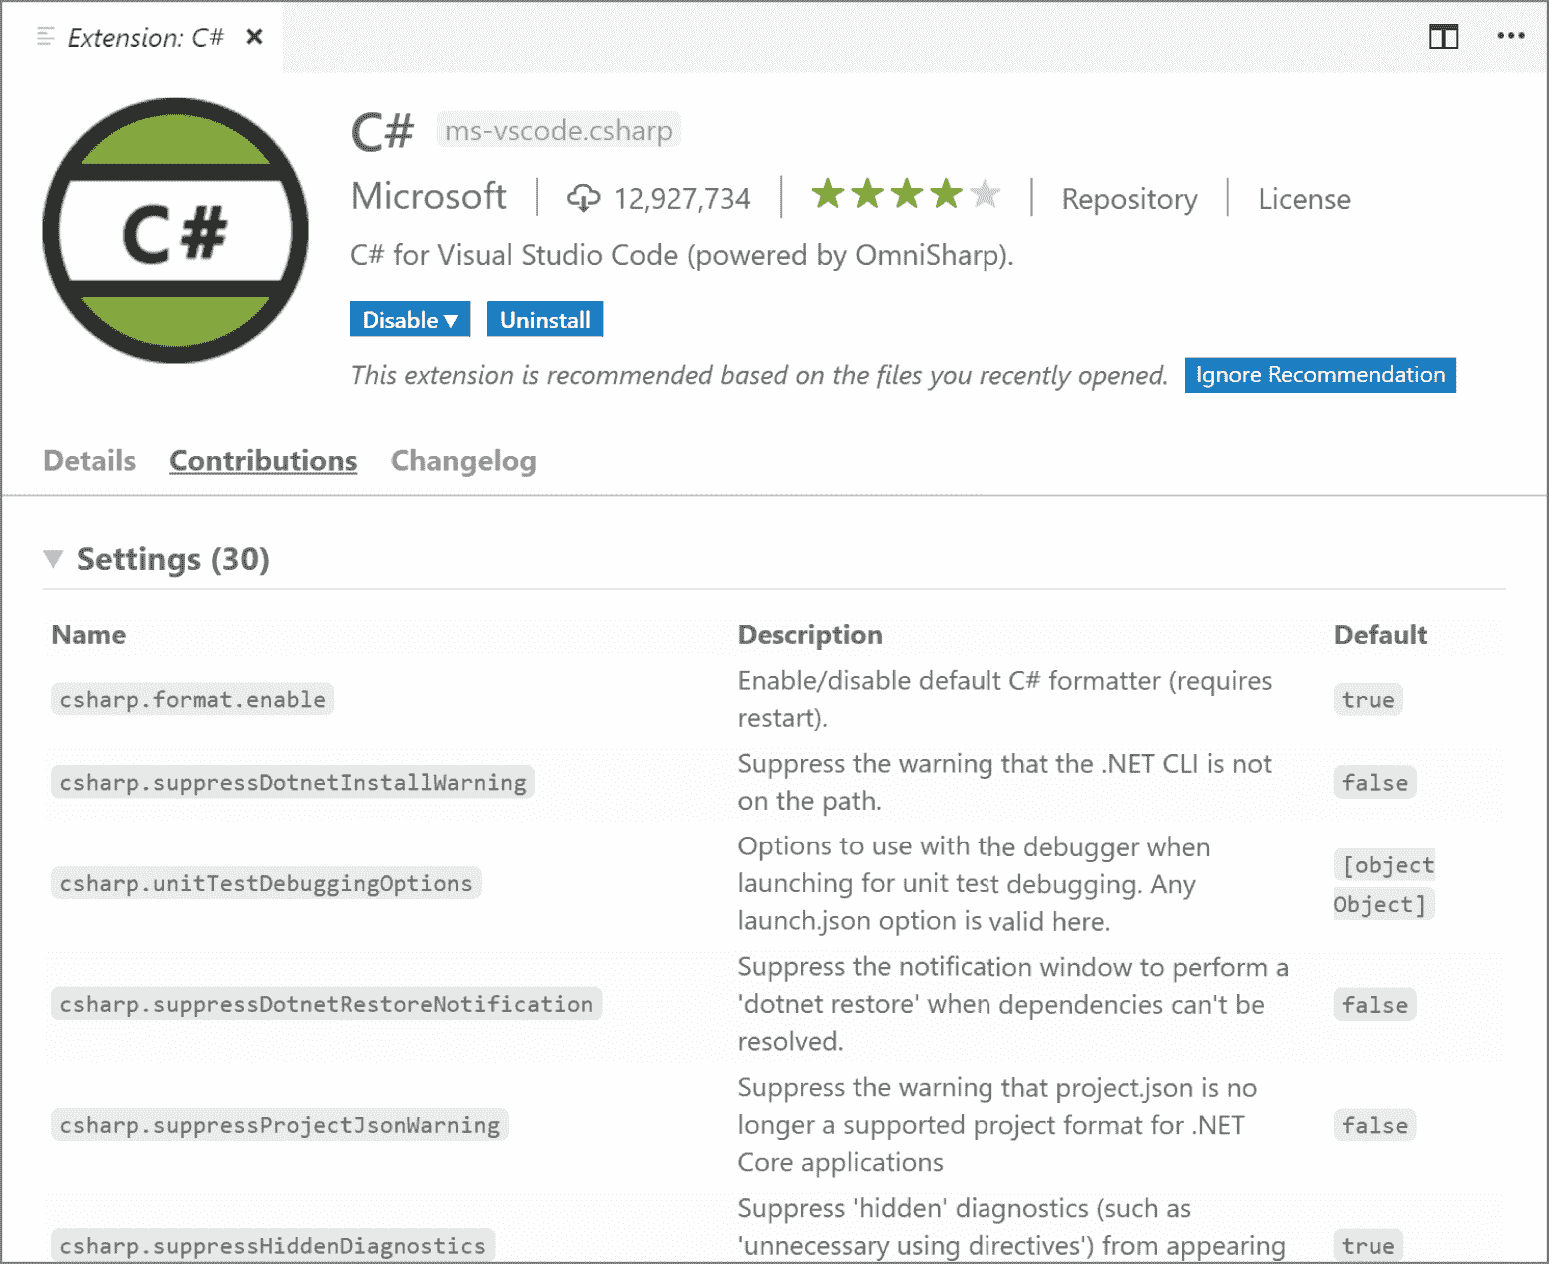 Extension: C# ×
C#
C# ms-vscode.csharp
Microsoft 12,927,734 Repository License
C# for Visual Studio Code (powered by OmniSharp).
Disable ▼ Uninstall
This extension is recommended based on the files you recently opened. Ignore Recommendation
Details Contributions Changelog
Settings (30)
Name Description Default
csharp.format.enable
Enable/disable default C# formatter (requires
restart).
true
csharp.suppressDotnetInstallWarning
Suppress the warning that the .NET CLI is not
on the path.
false
csharp.unitTestDebuggingOptions
Options to use with the debugger when
launching for unit test debugging. Any
launch.json option is valid here.
[object
Object]
csharp.suppressDotnetRestoreNotification
Suppress the notification window to perform a
'dotnet restore' when dependencies can't be
resolved.
false
csharp.suppressProjectJsonWarning
Suppress the warning that project.json is no
longer a supported project format for .NET
Core applications
false
csharp.suppressHiddenDiagnostics
Suppress 'hidden' diagnostics (such as
'unnecessary using directives') from appearing
true